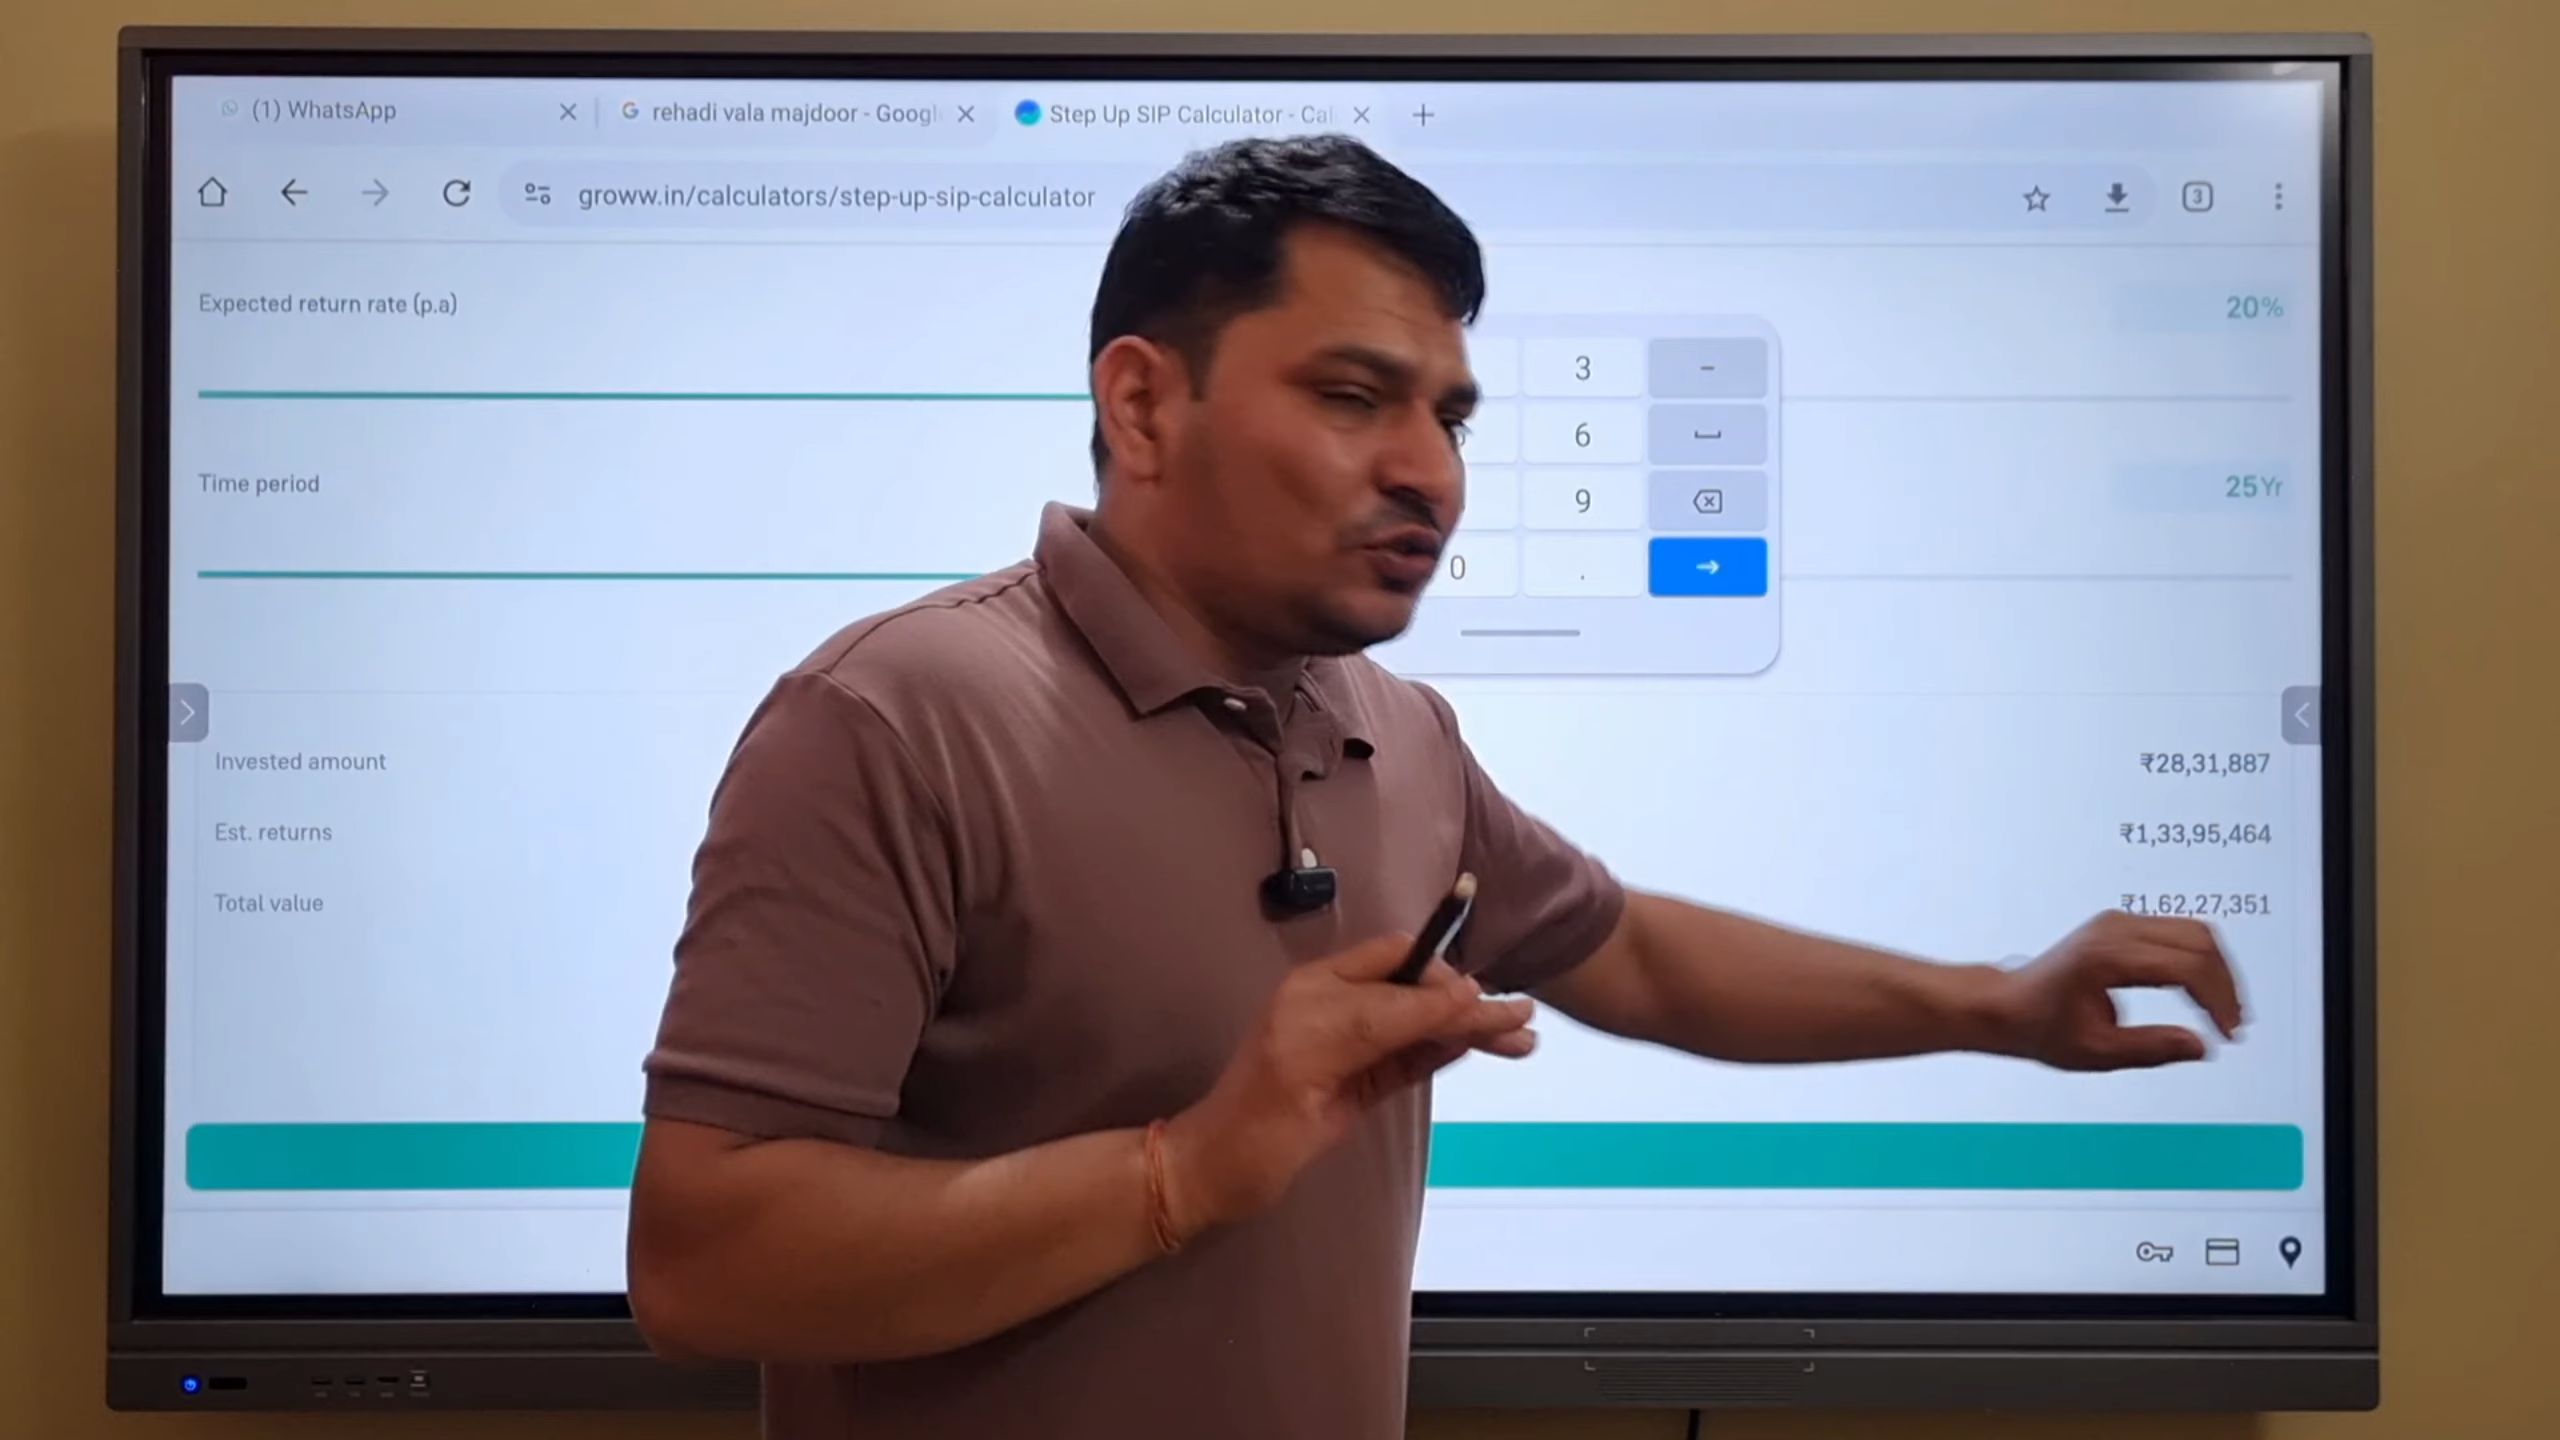 (1) WhatsApp
rehadi vala majdoor - Googl
Step Up SIP Calculator - Cal
groww.in/calculators/step-up-sip-calculator
3
Expected return rate (p.a)
20%
3
-
6
Time period
25Yr
9
0
.
Invested amount
₹28,31,887
Est. returns
₹1,33,95,464
Total value
₹1,62,27,351